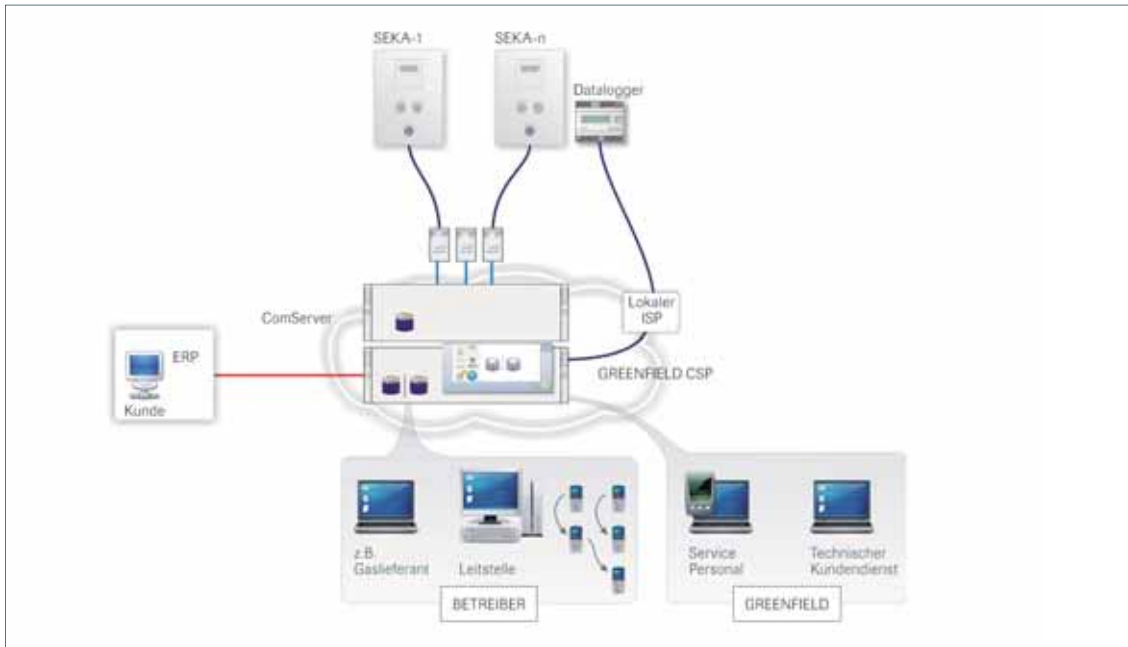 SEKA-1
SEKA-n
Datalogger
Lokaler
ISP
ComServer
ERP
Kunde
GREENFIELD CSP
z.B.
Gaslieferant
Leitstelle
Service
Personal
Technischer
Kundendienst
BETREIBER
GREENFIELD